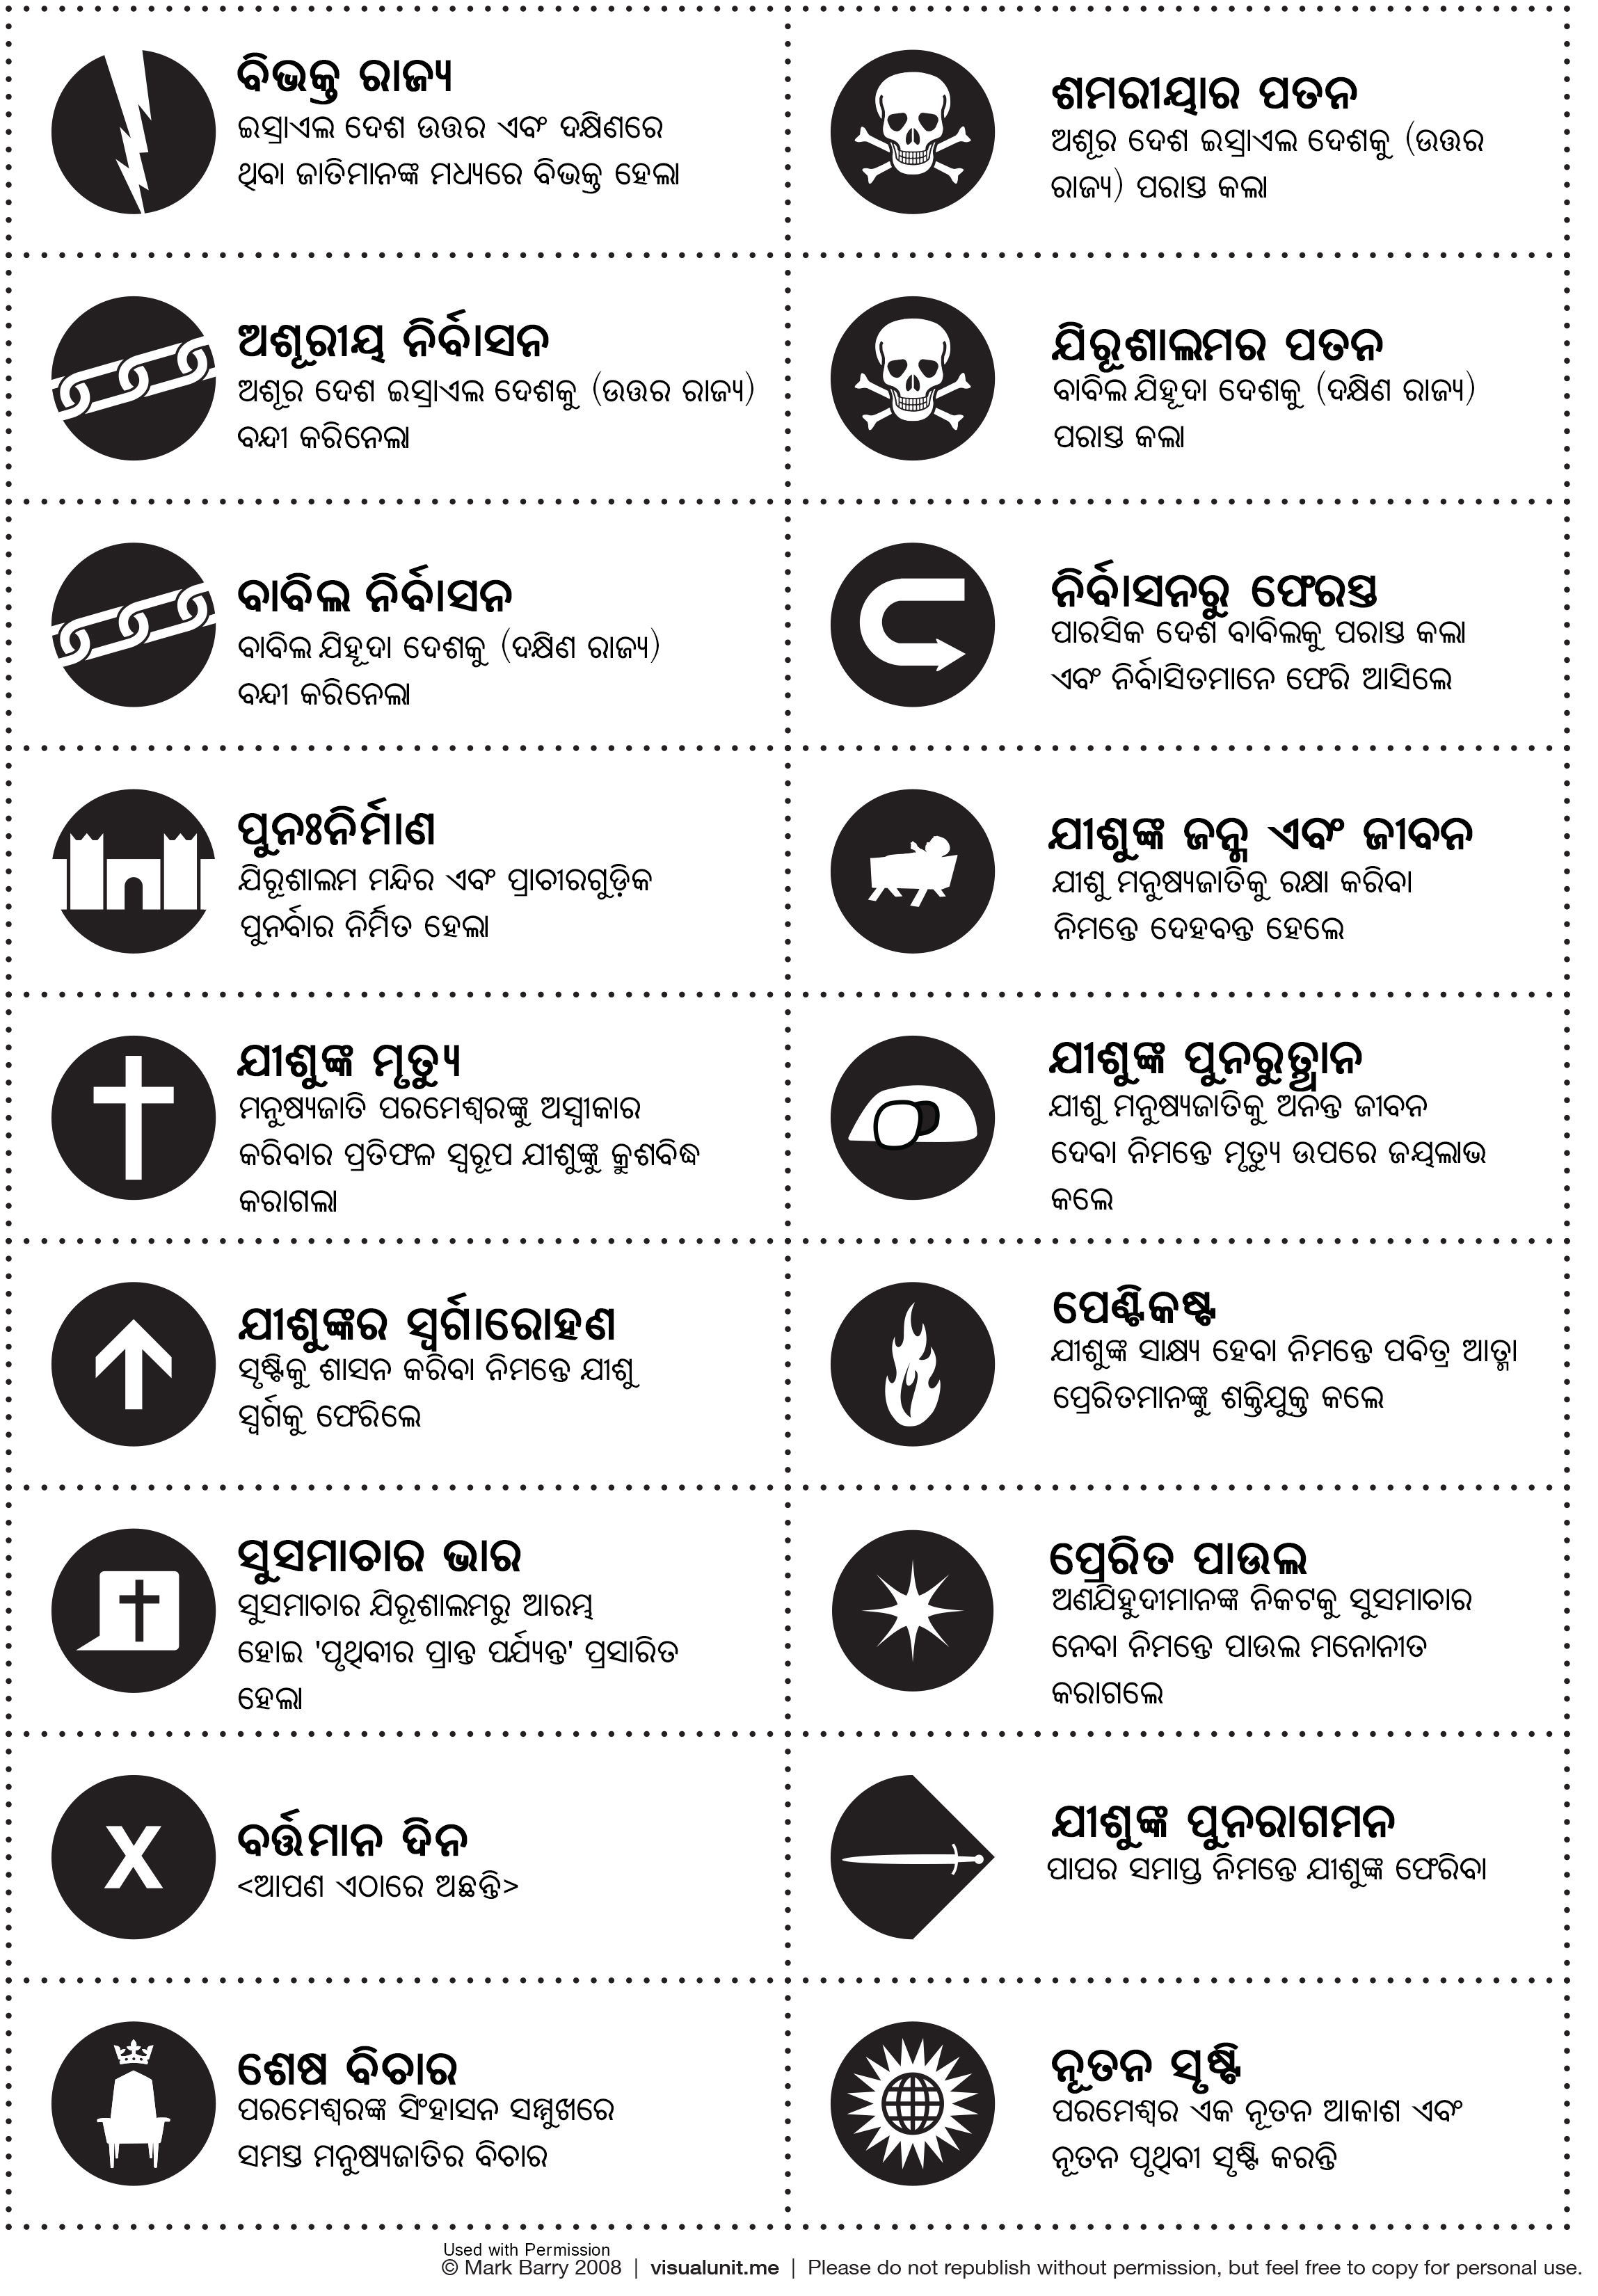 ବିଭକ୍ତ ରାଜ୍ୟ
ଇସ୍ରାଏଲ ଦେଶ ଉତ୍ତର ଏବଂ ଦକ୍ଷିଣରେ
ଥିବା ଜାତିମାନଙ୍କ ମଧ୍ୟରେ ବିଭକ୍ତ ହେଲା
ଶମରୀୟାର ପତନ
ଅଶୂର ଦେଶ ଇସ୍ରାଏଲ ଦେଶକୁ (ଉତ୍ତର
ରାଜ୍ୟ) ପରାସ୍ତ କଲା
ଅଶୂରୀୟ ନିର୍ବାସନ
ଅଶୂର ଦେଶ ଇସ୍ରାଏଲ ଦେଶକୁ (ଉତ୍ତର ରାଜ୍ୟ)
ବନ୍ଦୀ କରିନେଲା
ଯିରୂଶାଲମର ପତନ
ବାବିଲ ଯିହୂଦା ଦେଶକୁ (ଦକ୍ଷିଣ ରାଜ୍ୟ)
ପରାସ୍ତ କଲା
ବାବିଲ ନିର୍ବାସନ
ବାବିଲ ଯିହୂଦା ଦେଶକୁ (ଦକ୍ଷିଣ ରାଜ୍ୟ)
ବନ୍ଦୀ କରିନେଲା
ନିର୍ବାସନରୁ ଫେରସ୍ତ
ପାରସିକ ଦେଶ ବାବିଲକୁ ପରାସ୍ତ କଲା
ଏବଂ ନିର୍ବାସିତମାନେ ଫେରି ଆସିଲେ
ପୁନଃନିର୍ମାଣ
ଯିରୂଶାଲମ ମନ୍ଦିର ଏବଂ ପ୍ରାଚୀରଗୁଡ଼ିକ
ପୁନର୍ବାର ନିର୍ମିତ ହେଲା
ଯୀଶୁଙ୍କ ଜନ୍ମ ଏବଂ ଜୀବନ
ଯୀଶୁ ମନୁଷ୍ୟଜାତିକୁ ରକ୍ଷା କରିବା
ନିମନ୍ତେ ଦେହବନ୍ତ ହେଲେ
ଯୀଶୁଙ୍କ ମୃତ୍ୟୁ
ମନୁଷ୍ୟଜାତି ପରମେଶ୍ୱରଙ୍କୁ ଅସ୍ୱୀକାର
କରିବାର ପ୍ରତିଫଳ ସ୍ୱରୂପ ଯୀଶୁଙ୍କୁ କ୍ରୁଶବିଦ୍ଧ
କରାଗଲା
ଯୀଶୁଙ୍କ ପୁନରୁତ୍ଥାନ
ଯୀଶୁ ମନୁଷ୍ୟଜାତିକୁ ଅନନ୍ତ ଜୀବନ
ଦେବା ନିମନ୍ତେ ମୃତ୍ୟୁ ଉପରେ ଜୟଲାଭ
କଲେ
ଯୀଶୁଙ୍କର ସ୍ୱର୍ଗାରୋହଣ
ସୃଷ୍ଟିକୁ ଶାସନ କରିବା ନିମନ୍ତେ ଯୀଶୁ
ସ୍ୱର୍ଗକୁ ଫେରିଲେ
ପେଣ୍ଟିକଷ୍ଟ
ଯୀଶୁଙ୍କ ସାକ୍ଷ୍ୟ ହେବା ନିମନ୍ତେ ପବିତ୍ର ଆତ୍ମା
ପ୍ରେରିତମାନଙ୍କୁ ଶକ୍ତିଯୁକ୍ତ କଲେ
ସୁସମାଚାର ଭାର
ସୁସମାଚାର ଯିରୂଶାଲମରୁ ଆରମ୍ଭ
ହୋଇ 'ପୃଥିବୀର ପ୍ରାନ୍ତ ପର୍ଯ୍ୟନ୍ତ' ପ୍ରସାରିତ
ହେଲା
ପ୍ରେରିତ ପାଉଲ
ଅଣଯିହୁଦୀମାନଙ୍କ ନିକଟକୁ ସୁସମାଚାର
ନେବା ନିମନ୍ତେ ପାଉଲ ମନୋନୀତ
କରାଗଲେ
X
ବର୍ତ୍ତମାନ ଦିନ
<ଆପଣ ଏଠାରେ ଅଛନ୍ତି>
ଯୀଶୁଙ୍କ ପୁନରାଗମନ
ପାପର ସମାପ୍ତ ନିମନ୍ତେ ଯୀଶୁଙ୍କ ଫେରିବା
ଶେଷ ବିଚାର
ପରମେଶ୍ୱରଙ୍କ ସିଂହାସନ ସମ୍ମୁଖରେ
ସମସ୍ତ ମନୁଷ୍ୟଜାତିର ବିଚାର
ନୂତନ ସୃଷ୍ଟି
ପରମେଶ୍ୱର ଏକ ନୂତନ ଆକାଶ ଏବଂ
ନୂତନ ପୃଥିବୀ ସୃଷ୍ଟି କରନ୍ତି
Used with Permission
© Mark Barry 2008 | visualunit.me | Please do not republish without permission, but feel free to copy for personal use.